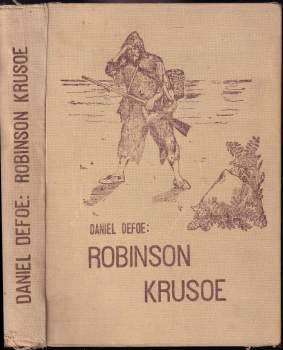 DANIEL DEFOE: ROBINSON KRUSOE
DANIEL DEFOE:
ROBINSON
KRUSOE